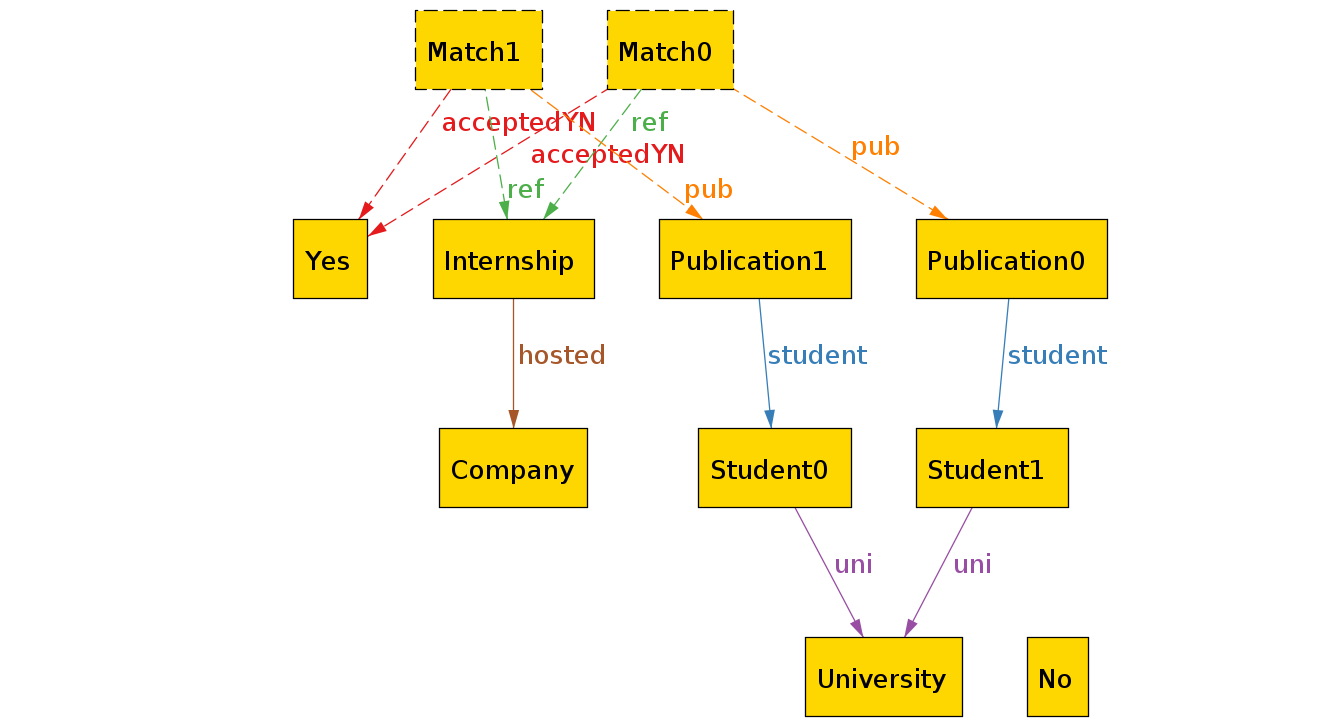 Match1
Match0
acceptedYN
ref
pub
acceptedYN
ref
pub
Yes
Internship
Publication1
Publication0
hosted
student
student
Company
Student0
Student1
uni
uni
University
No